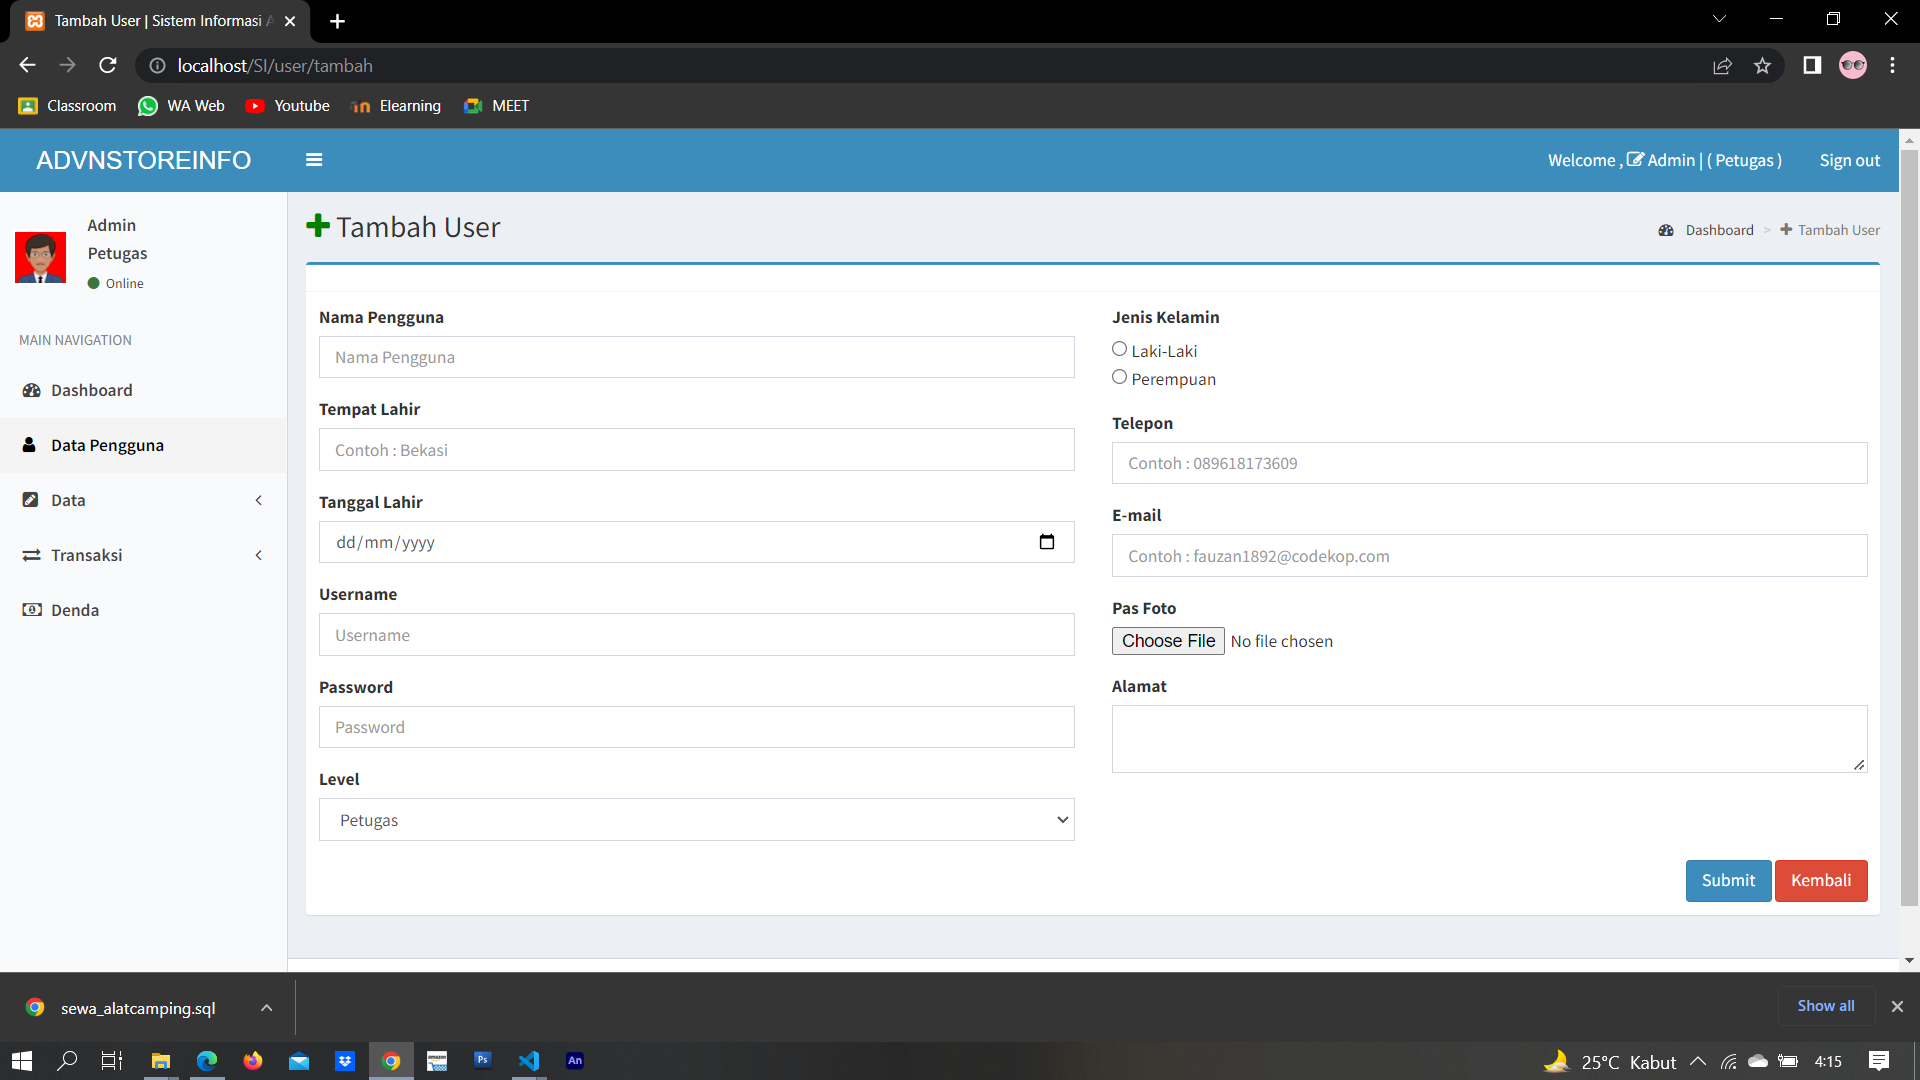 Tambah User | Sistem Informasi A
localhost/SI/user/tambah
Classroom
WA Web
Youtube
Elearning
MEET
ADVNSTOREINFO
Welcome , Admin | ( Petugas )
Sign out
Admin
Petugas
Online
MAIN NAVIGATION
Dashboard
Data Pengguna
Data
Transaksi
Denda
Tambah User
Dashboard > Tambah User
Nama Pengguna
Nama Pengguna
Tempat Lahir
Contoh : Bekasi
Tanggal Lahir
dd/mm/yyyy
Username
Username
Password
Password
Level
Petugas
Jenis Kelamin
Laki-Laki
Perempuan
Telepon
Contoh : 089618173609
E-mail
Contoh : fauzan1892@codekop.com
Pas Foto
Choose File No file chosen
Alamat
Submit
Kembali
sewa_alatcamping.sql
Show all
Ps
An
25°C Kabut
4:15